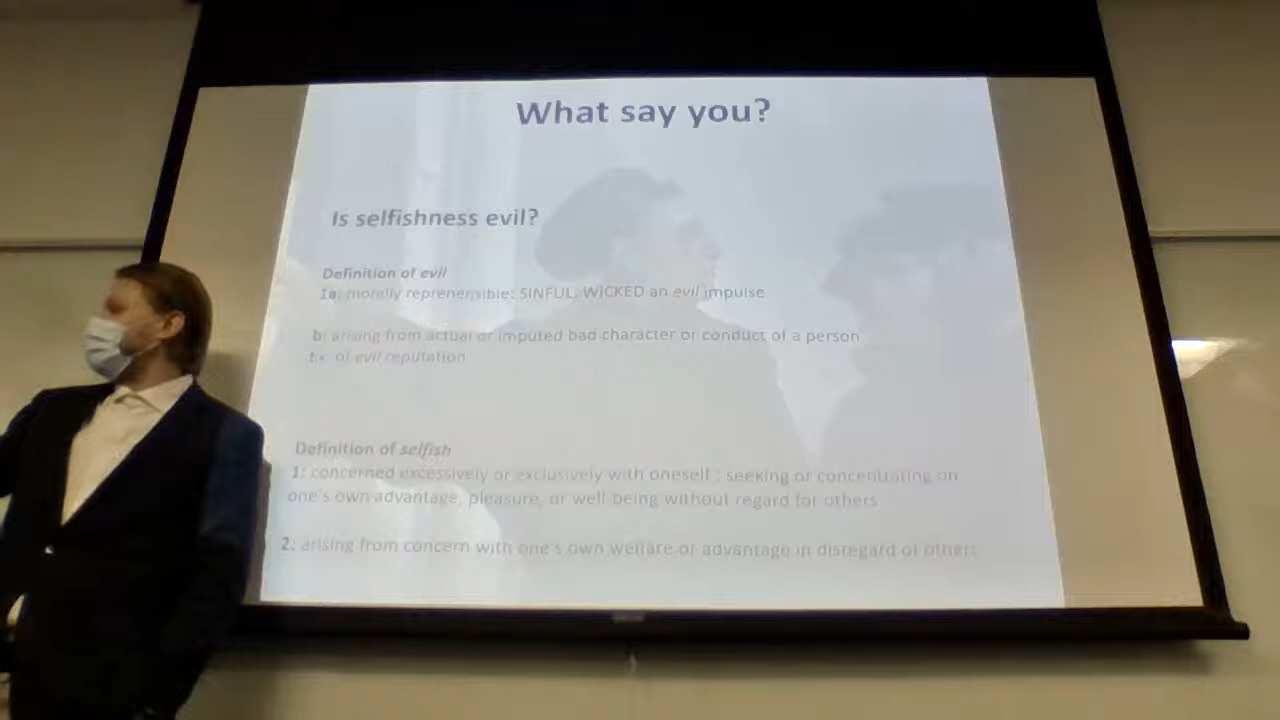 What say you?
Is selfishness evil?
Definition of evil
1a: morally reprehensible: SINFUL, WICKED an evil impulse
b: arising from actual or imputed bad character or conduct of a person
of evil reputation
Definition of selfish
1: concerned excessively or exclusively with oneself : seeking or concentrating on
one's own advantage, pleasure, or well-being without regard for others
2: arising from concern with one's own welfare or advantage in disregard of others